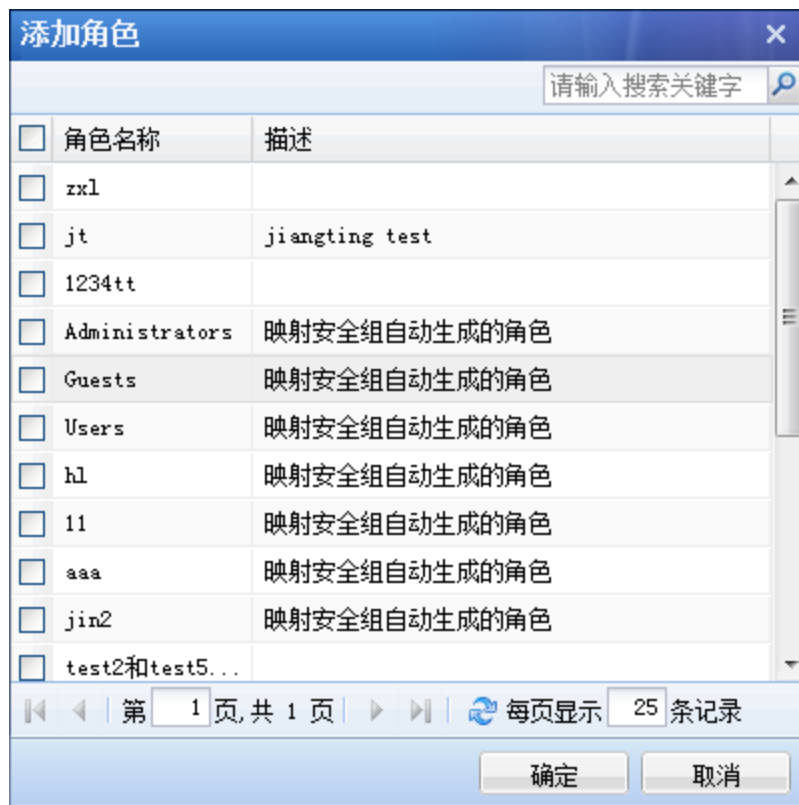 添加角色
请输入搜索关键字
角色名称 描述
zxl
jt jiangting test
1234tt
Administrators 映射安全组自动生成的角色
Guests 映射安全组自动生成的角色
Users 映射安全组自动生成的角色
hl 映射安全组自动生成的角色
11 映射安全组自动生成的角色
aaa 映射安全组自动生成的角色
jin2 映射安全组自动生成的角色
test2和test5...
第 1 页,共 1 页 每页显示 25 条记录
确定 取消